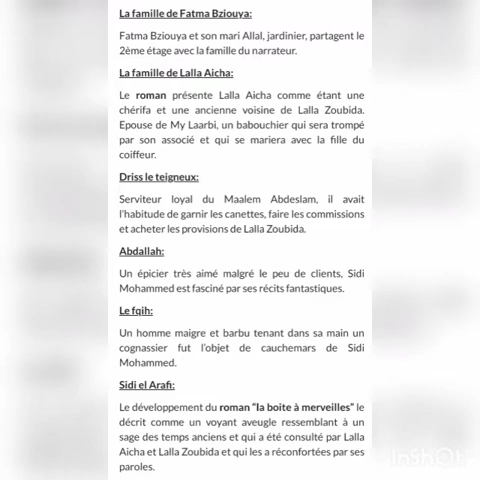 La famille de Fatma Bziouya:
Fatma Bziouya et son mari Allal, jardinier, partagent le
2ème étage avec la famille du narrateur.
La famille de Lalla Aicha:
Le roman présente Lalla Aicha comme étant une
chérifa et une ancienne voisine de Lalla Zoubida.
Epouse de My Laarbi, un babouchier qui sera trompé
par son associé et qui se mariera avec la fille du
coiffeur.
Driss le teigneux:
Serviteur loyal du Maalem Abdeslam, il avait
l'habitude de garnir les canettes, faire les commissions
et acheter les provisions de Lalla Zoubida.
Abdallah:
Un épicier très aimé malgré le peu de clients, Sidi
Mohammed est fasciné par ses récits fantastiques.
Le fqih:
Un homme maigre et barbu tenant dans sa main un
cognassier fut l'objet de cauchemars de Sidi
Mohammed.
Sidi el Arafi:
Le développement du roman "la boite à merveilles" le
décrit comme un voyant aveugle ressemblant à un
sage des temps anciens et qui a été consulté par Lalla
Aicha et Lalla Zoubida et qui les a réconfortées par ses
paroles.
InShOt